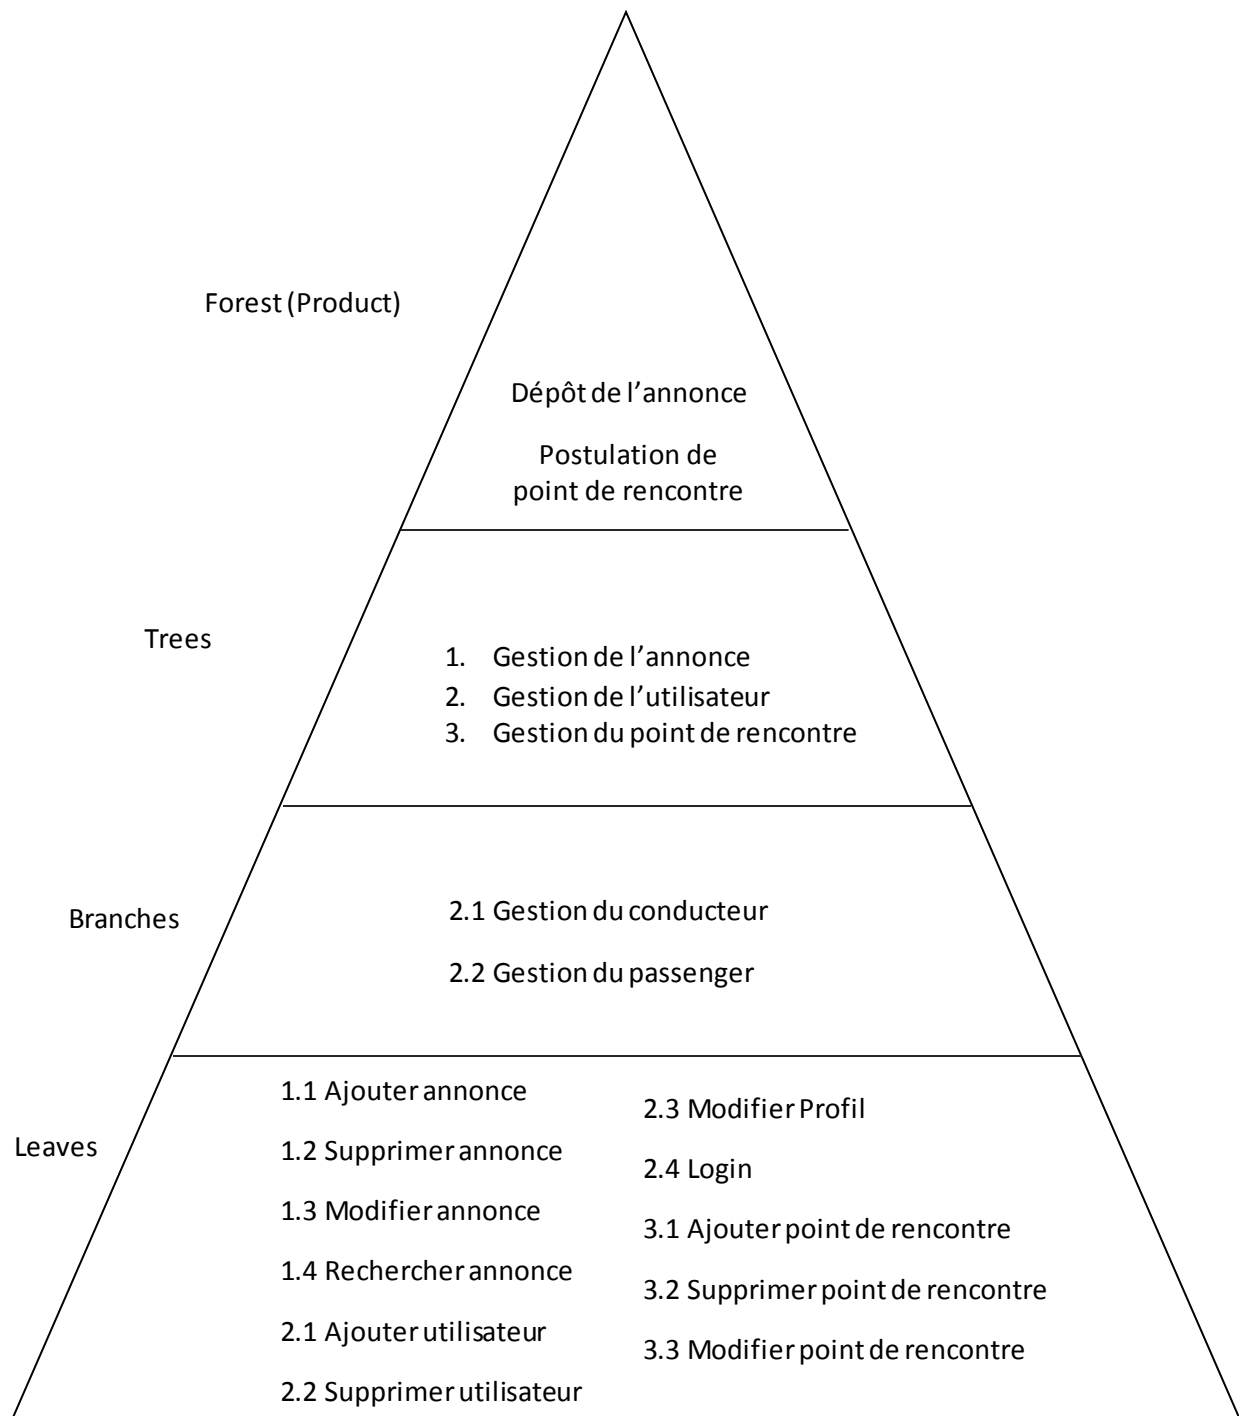 Forest (Product)
Dépôt de l'annonce
Postulation de
point de rencontre
Trees
1. Gestion de l'annonce
2. Gestion de l'utilisateur
3. Gestion du point de rencontre
Branches
2.1 Gestion du conducteur
2.2 Gestion du passenger
Leaves
1.1 Ajouter annonce
1.2 Supprimer annonce
1.3 Modifier annonce
1.4 Rechercher annonce
2.1 Ajouter utilisateur
2.2 Supprimer utilisateur
2.3 Modifier Profil
2.4 Login
3.1 Ajouter point de rencontre
3.2 Supprimer point de rencontre
3.3 Modifier point de rencontre